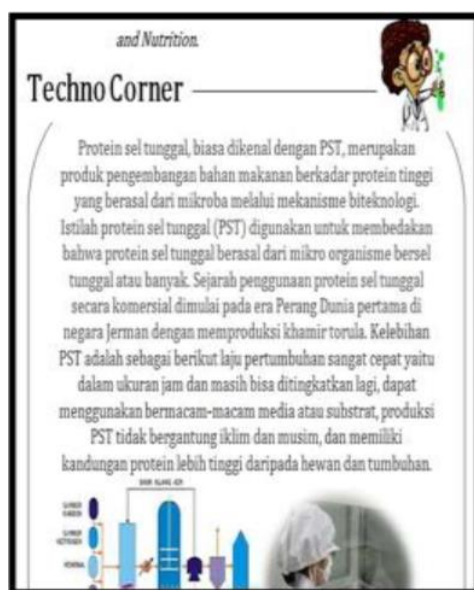 and Nutrition.
Techno Corner
Protein sel tunggal, biasa dikenal dengan PST, merupakan
produk pengembangan bahan makanan berkadar protein tinggi
yang berasal dari mikroba melalui mekanisme biteknologi.
Istilah protein sel tunggal (PST) digunakan untuk membedakan
bahwa protein sel tunggal berasal dari mikro organisme bersel
tunggal atau banyak. Sejarah penggunaan protein sel tunggal
secara komersial dimulai pada era Perang Dunia pertama di
negara Jerman dengan memproduksi khamir torula. Kelebihan
PST adalah sebagai berikut laju pertumbuhan sangat cepat yaitu
dalam ukuran jam dan masih bisa ditingkatkan lagi, dapat
menggunakan bermacam-macam media atau substrat, produksi
PST tidak bergantung iklim dan musim, dan memiliki
kandungan protein lebih tinggi daripada hewan dan tumbuhan.
SUMBER
KARBON
SUMBER
NITROGEN